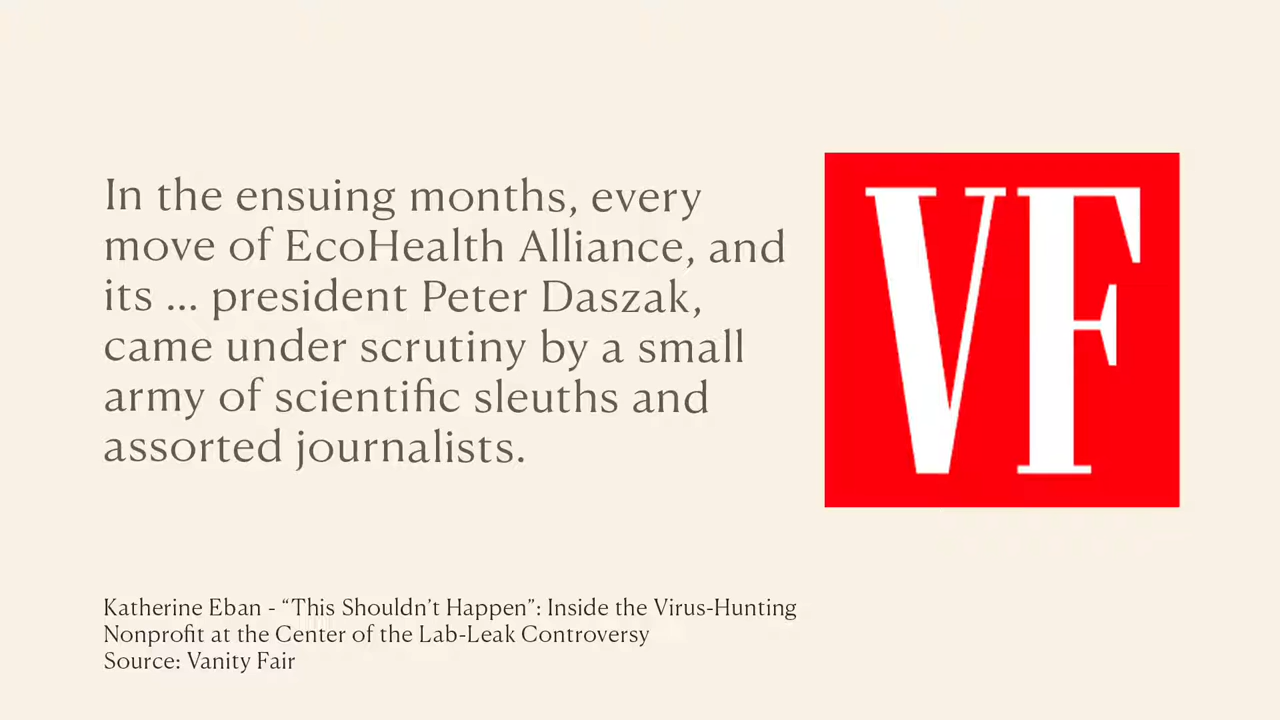 In the ensuing months, every
move of EcoHealth Alliance, and
its ... president Peter Daszak,
came under scrutiny by a small
army of scientific sleuths and
assorted journalists.
VF
Katherine Eban - “This Shouldn’t Happen”: Inside the Virus-Hunting
Nonprofit at the Center of the Lab-Leak Controversy
Source: Vanity Fair